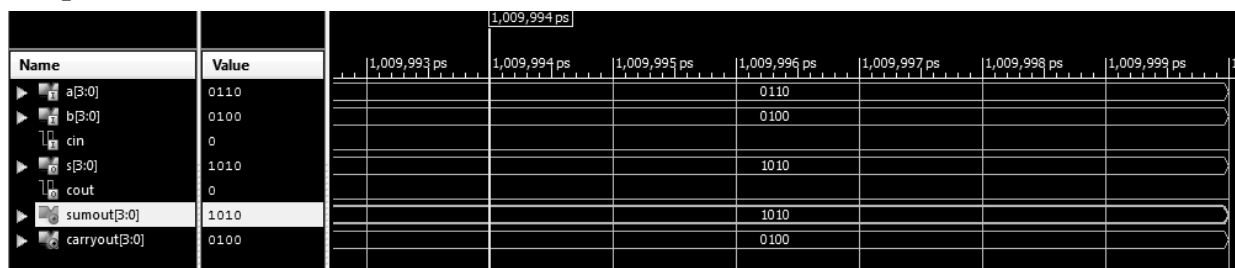 1,009,994 ps
Name Value 1,009,993 ps 1,009,994 ps 1,009,995 ps 1,009,996 ps 1,009,997 ps 1,009,998 ps 1,009,999 ps
a[3:0] 0110 0110
b[3:0] 0100 0100
cin 0
s[3:0] 1010 1010
cout 0
sumout[3:0] 1010 1010
carryout[3:0] 0100 0100